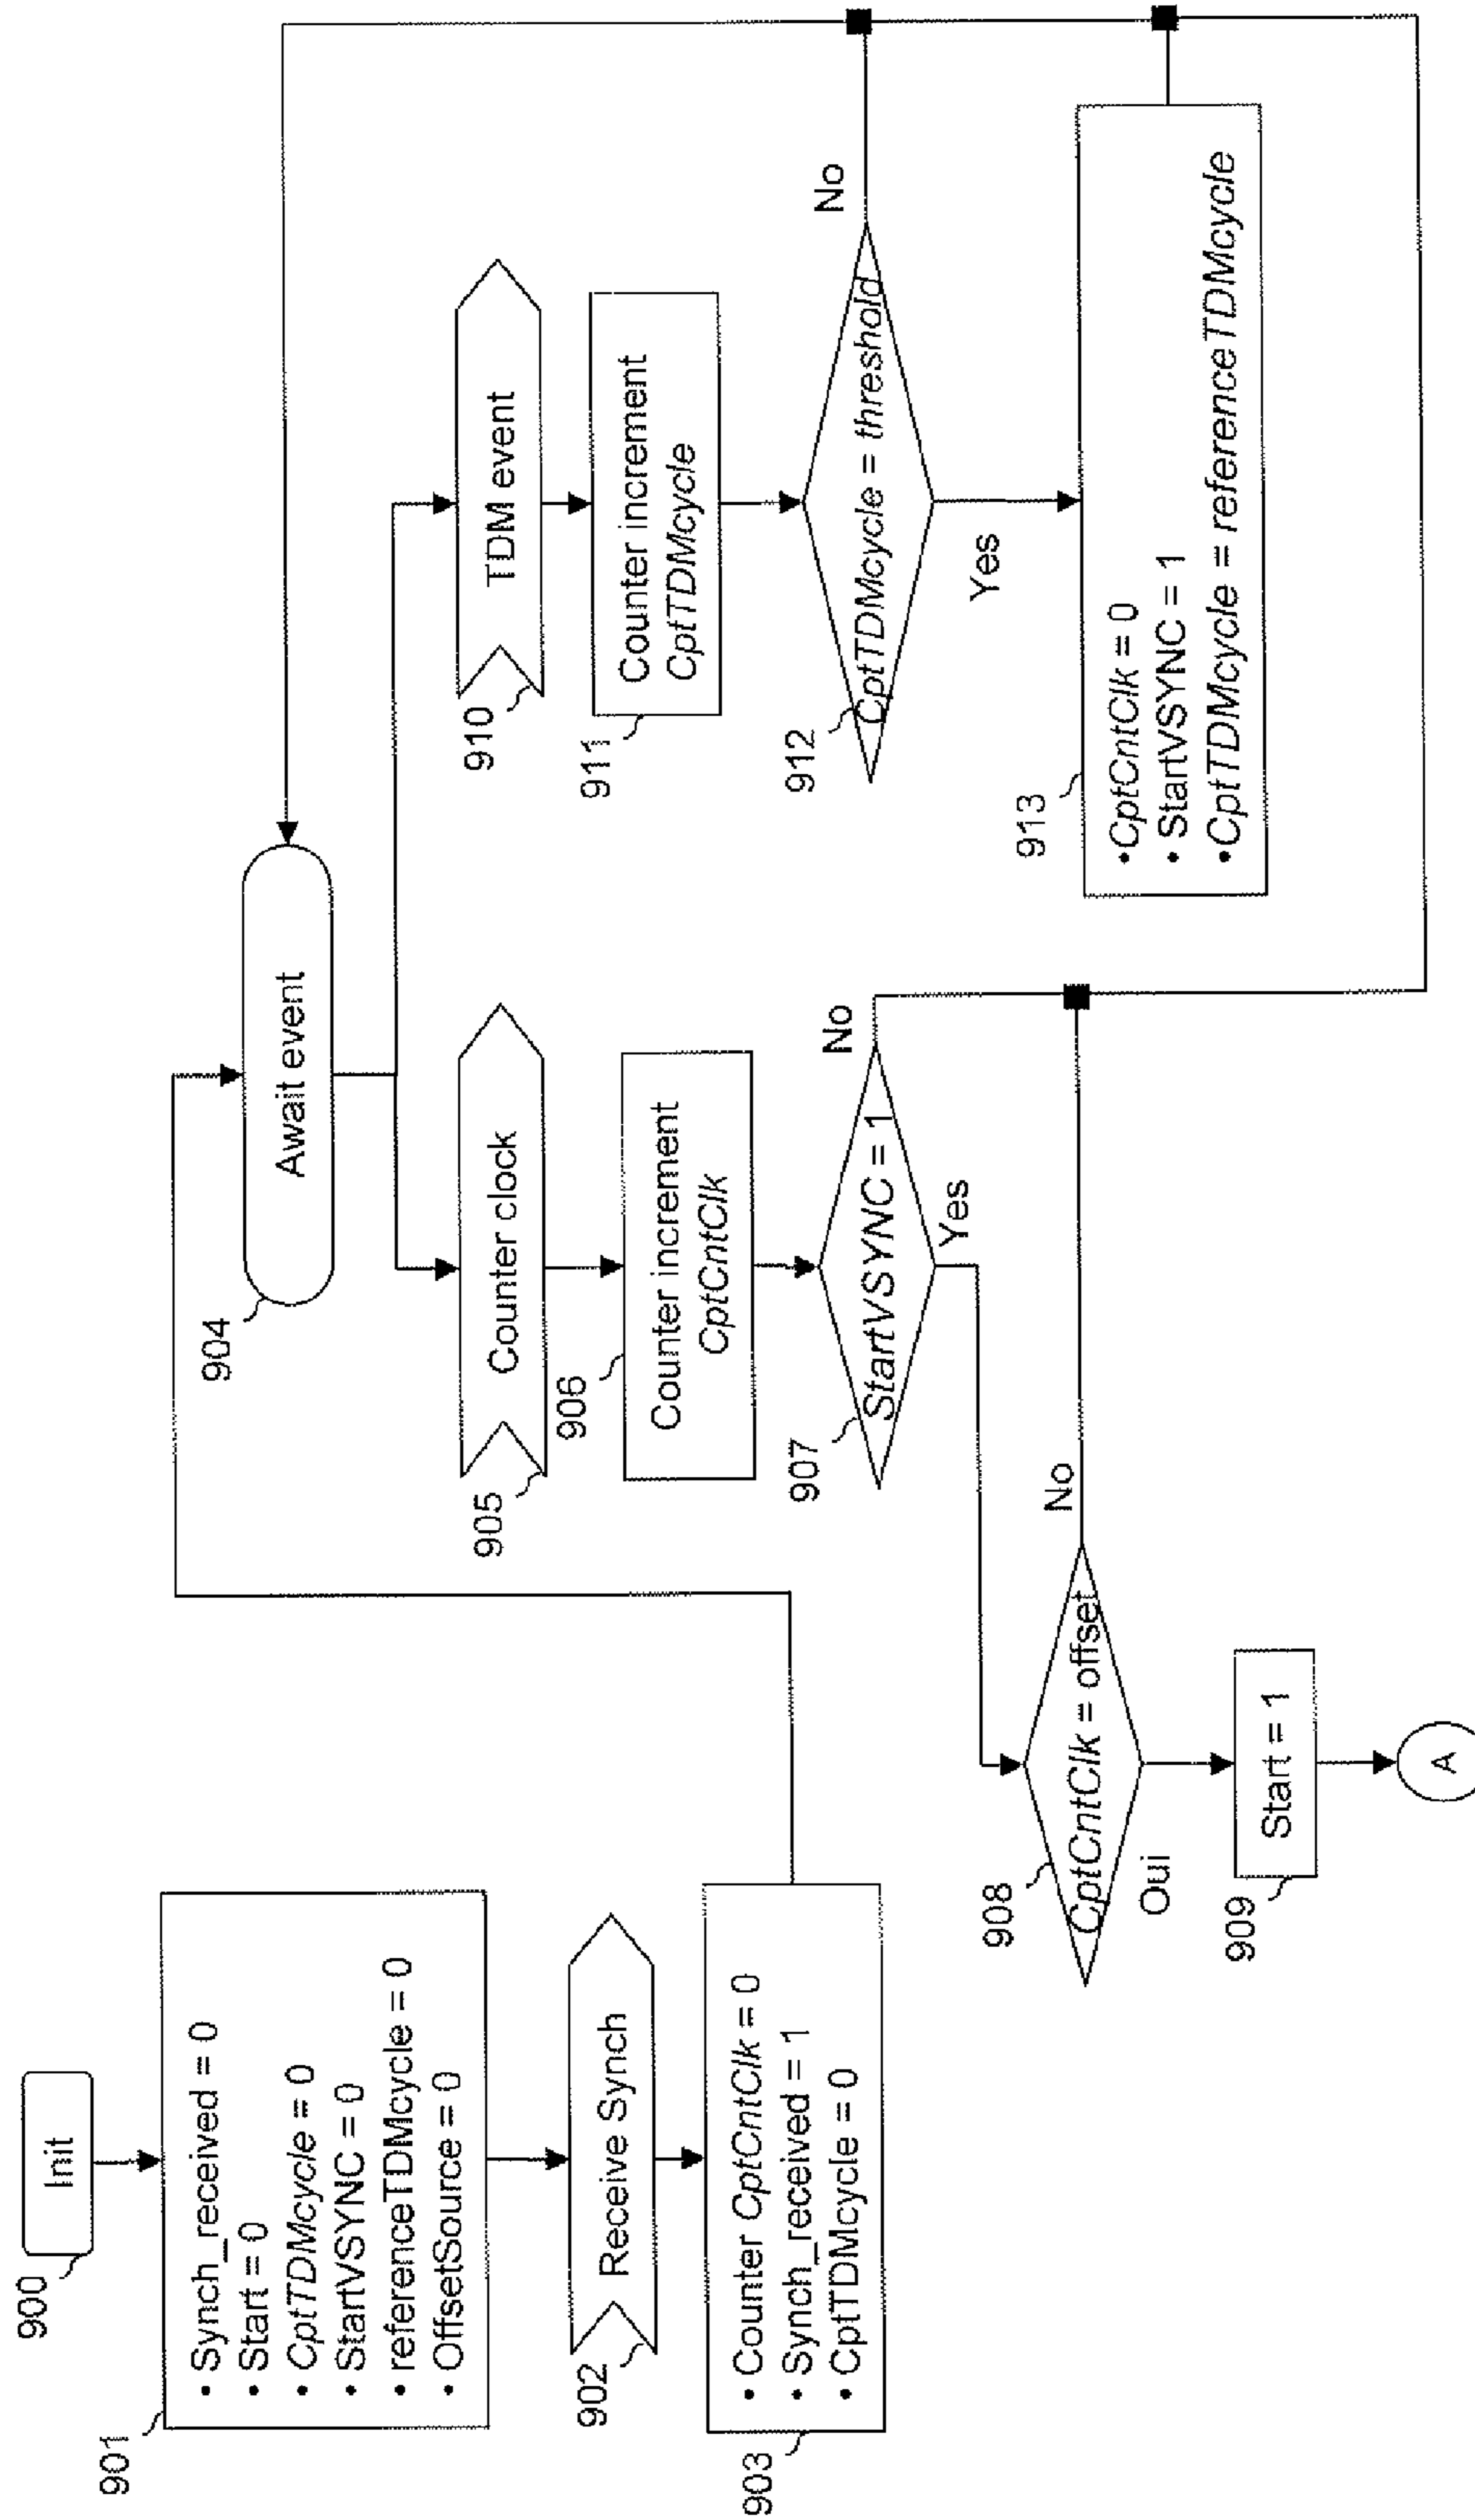 900
Init
901
• Synch_received = 0
• Start = 0
• CptTDMcycle = 0
• StartVSYNC = 0
• referenceTDMcycle = 0
• OffsetSource = 0
902
Receive Synch
903
• Counter CptCntClk = 0
• Synch_received = 1
• CptTDMcycle = 0
904
Await event
905
Counter clock
906
Counter increment
CptCntClk
907
StartVSYNC = 1
No
Yes
908
CptCntClk = offset
No
Oui
909
Start = 1
A
910
TDM event
911
Counter increment
CptTDMcycle
912
CptTDMcycle = threshold
No
Yes
913
•CptCntClk = 0
• StartVSYNC = 1
•CptTDMcycle = referenceTDMcycle